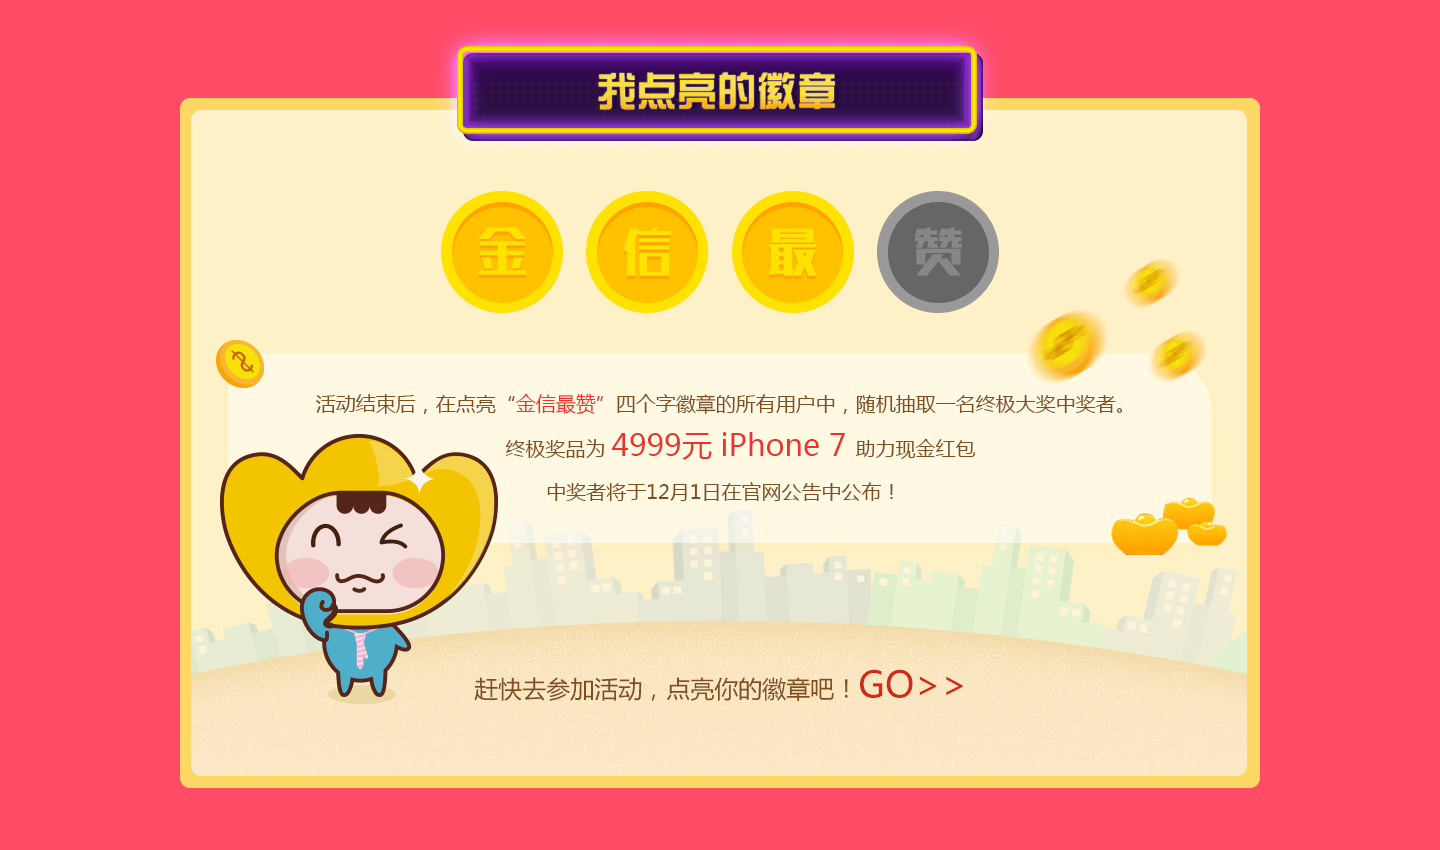 我点亮的徽章
金 信 最 赞
活动结束后，在点亮“金信最赞”四个字徽章的所有用户中，随机抽取一名终极大奖中奖者。
终极奖品为 4999元 iPhone 7 助力现金红包
中奖者将于12月1日在官网公告中公布！
赶快去参加活动，点亮你的徽章吧！GO>>